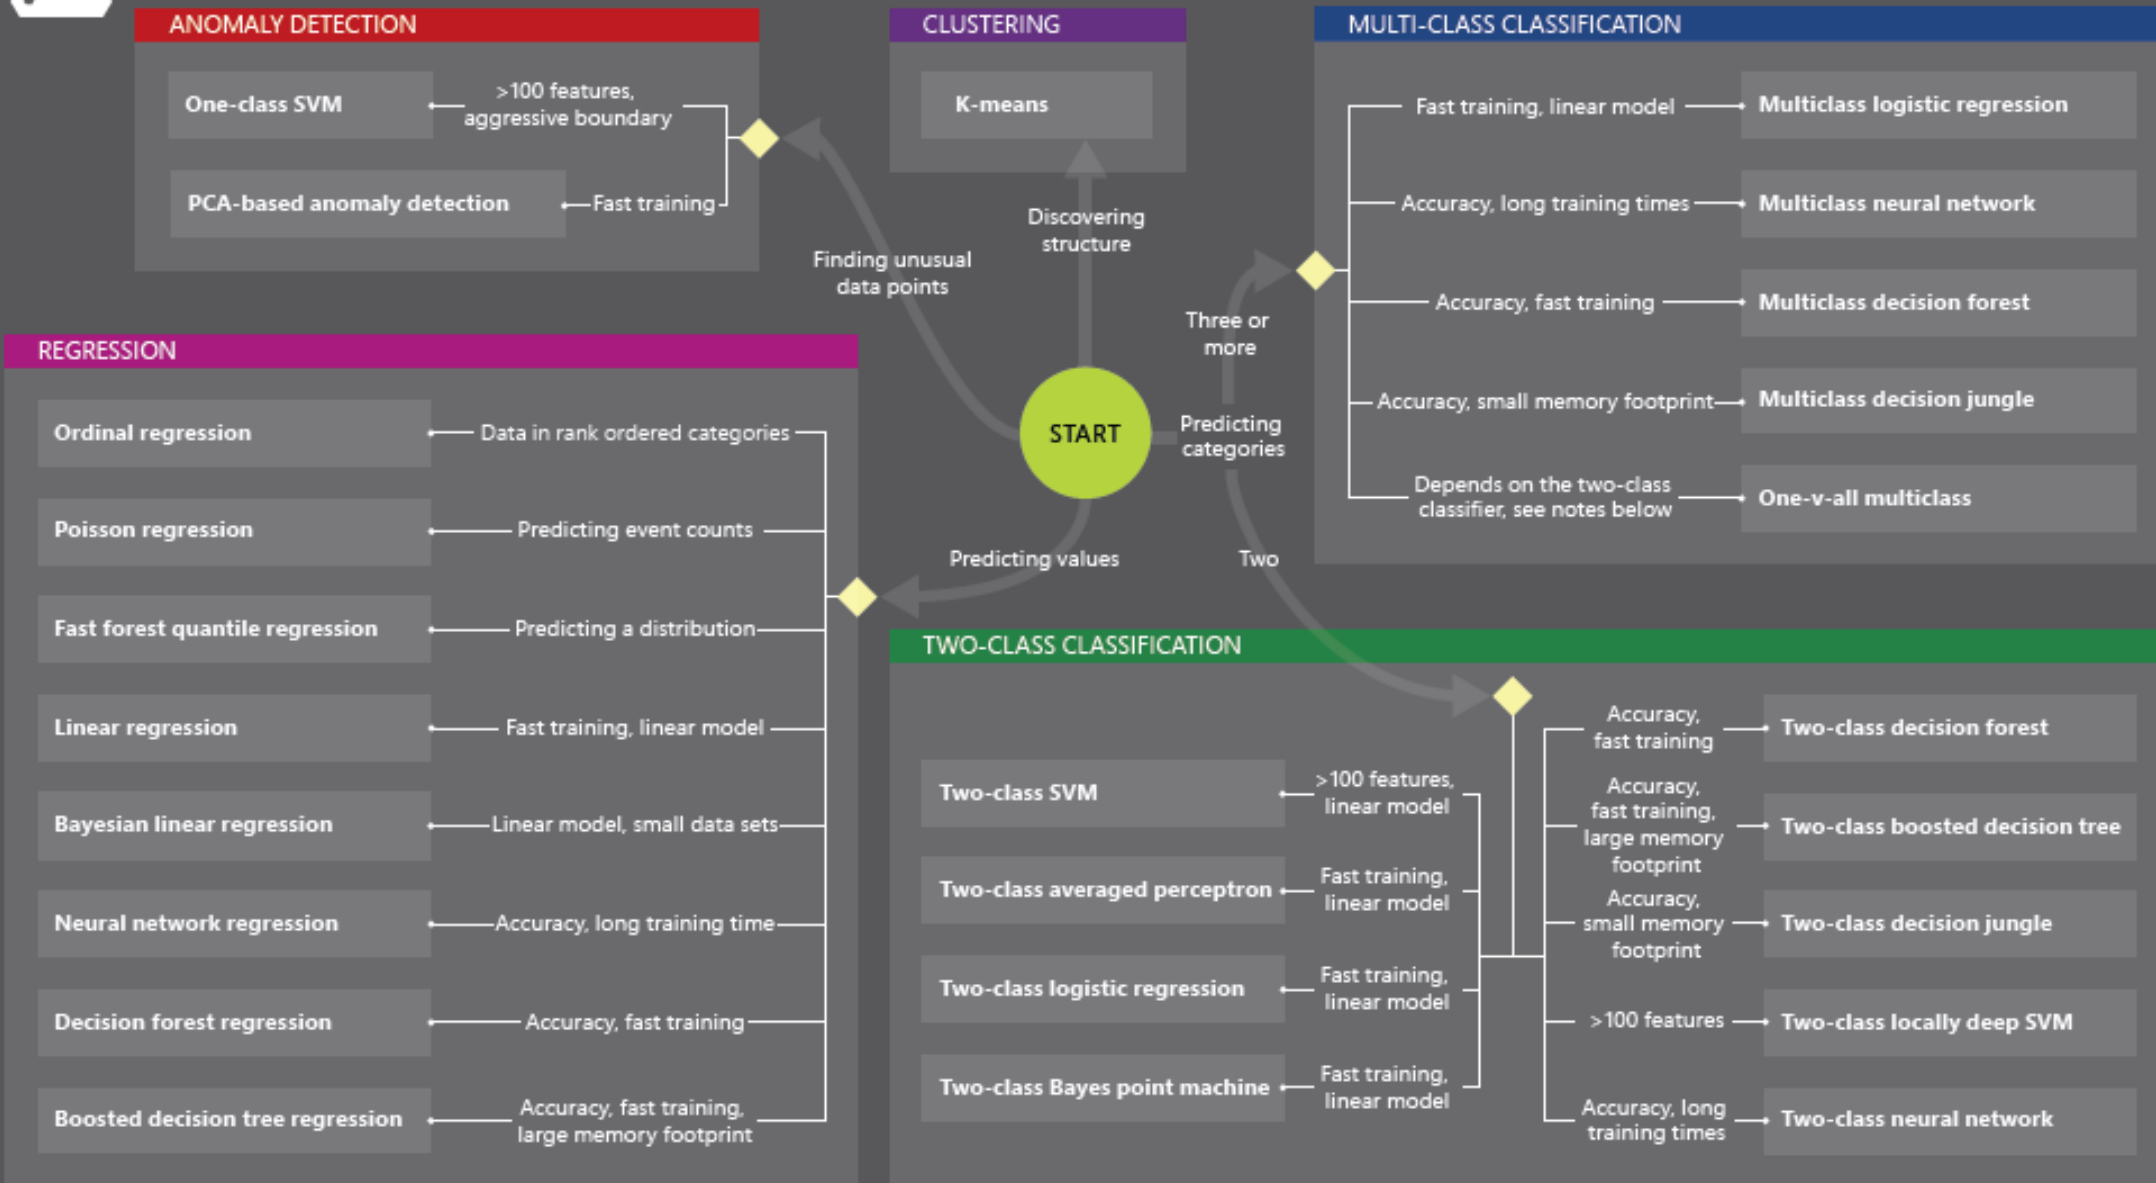 ANOMALY DETECTION
One-class SVM
>100 features,
aggressive boundary
PCA-based anomaly detection
Fast training
CLUSTERING
K-means
MULTI-CLASS CLASSIFICATION
Fast training, linear model
Multiclass logistic regression
Accuracy, long training times
Multiclass neural network
Accuracy, fast training
Multiclass decision forest
Accuracy, small memory footprint
Multiclass decision jungle
Depends on the two-class
classifier, see notes below
One-v-all multiclass
Finding unusual
data points
Discovering
structure
Three or
more
START
Predicting
categories
Predicting values
Two
REGRESSION
Ordinal regression
Data in rank ordered categories
Poisson regression
Predicting event counts
Fast forest quantile regression
Predicting a distribution
Linear regression
Fast training, linear model
Bayesian linear regression
Linear model, small data sets
Neural network regression
Accuracy, long training time
Decision forest regression
Accuracy, fast training
Boosted decision tree regression
Accuracy, fast training,
large memory footprint
TWO-CLASS CLASSIFICATION
Two-class SVM
>100 features,
linear model
Two-class averaged perceptron
Fast training,
linear model
Two-class logistic regression
Fast training,
linear model
Two-class Bayes point machine
Fast training,
linear model
Accuracy,
fast training
Two-class decision forest
Accuracy,
fast training,
large memory
footprint
Two-class boosted decision tree
Accuracy,
small memory
footprint
Two-class decision jungle
>100 features
Two-class locally deep SVM
Accuracy, long
training times
Two-class neural network